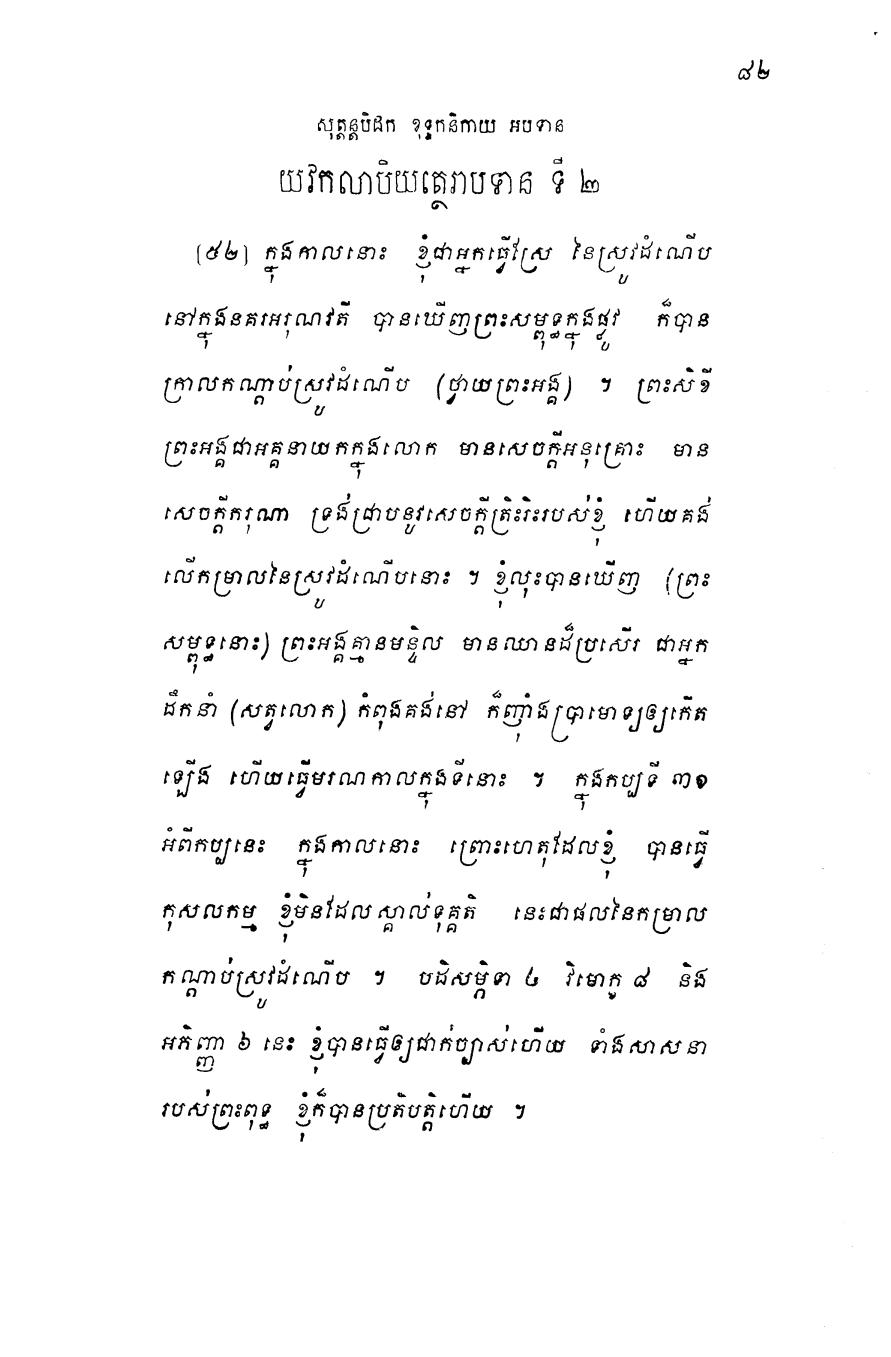 ៨២
សុត្តន្តបិដក ខុទ្ទកនិកាយ អបទាន
យវកលាបិយត្ថេរាបទាន ទី ២
(៥២) ក្នុងកាលនោះ ខ្ញុំជាអ្នកធ្វើស្រែ នៃស្រូវដំណើប
នៅក្នុងនគរអរុណវតី បានឃើញព្រះសម្ពុទ្ធក្នុងផ្លូវ ក៏បាន
ក្រាលកណ្តាប់ស្រូវដំណើប (ថ្វាយព្រះអង្គ) ។ ព្រះសិខី
ព្រះអង្គជាអគ្គនាយកក្នុងលោក មានសេចក្តីអនុគ្រោះ មាន
សេចក្តីករុណា ទ្រង់ជ្រាបនូវសេចក្តីត្រិះរិះរបស់ខ្ញុំ ហើយគង់
លើកម្រាលនៃស្រូវដំណើបនោះ ។ ខ្ញុំលុះបានឃើញ (ព្រះ
សម្ពុទ្ធនោះ) ព្រះអង្គគ្មានមន្ទិល មានឈានដ៏ប្រសើរ ជាអ្នក
ដឹកនាំ (សត្វលោក) កំពុងគង់នៅ ក៏ញ៉ាំងប្រាមោទ្យឲ្យកើត
ឡើង ហើយធ្វើមរណកាលក្នុងទីនោះ ។ ក្នុងកប្បទី ៣១
អំពីកប្បនេះ ក្នុងកាលនោះ ព្រោះហេតុដែលខ្ញុំ បានធ្វើ
កុសលកម្ម ខ្ញុំមិនដែលស្គាល់ទុគ្គតិ នេះជាផលនៃកម្រាល
កណ្តាប់ស្រូវដំណើប ។ បដិសម្ភិទា ៤ វិមោក្ខ ៨ និង
អភិញ្ញា ៦ នេះ ខ្ញុំបានធ្វើឲ្យជាក់ច្បាស់ហើយ ទាំងសាសនា
របស់ព្រះពុទ្ធ ខ្ញុំក៏បានប្រតិបត្តិហើយ ។